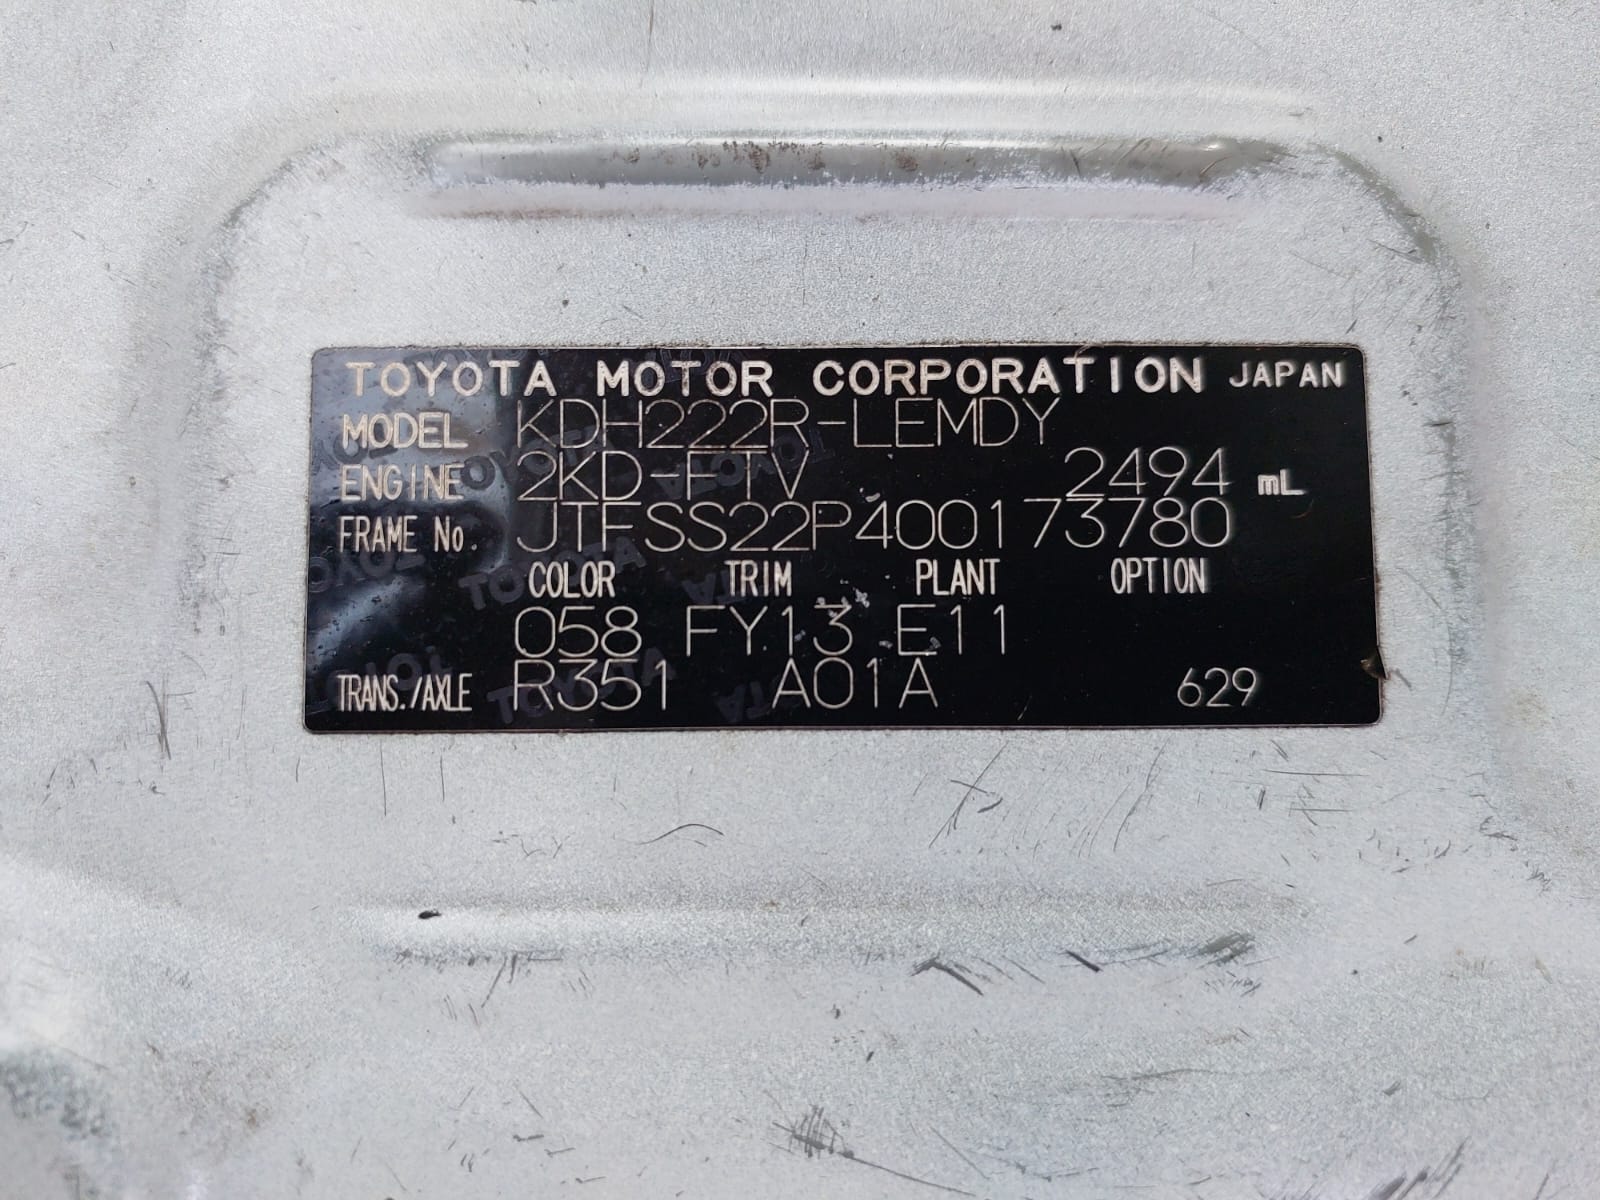 TOYOTA MOTOR CORPORATION JAPAN
MODEL KDH222R-LEMDY
ENGINE 2KD-FTV 2494 mL
FRAME No. JTFSS22P400173780
COLOR TRIM PLANT OPTION
058 FY13 E11
TRANS./AXLE R351 A01A 629